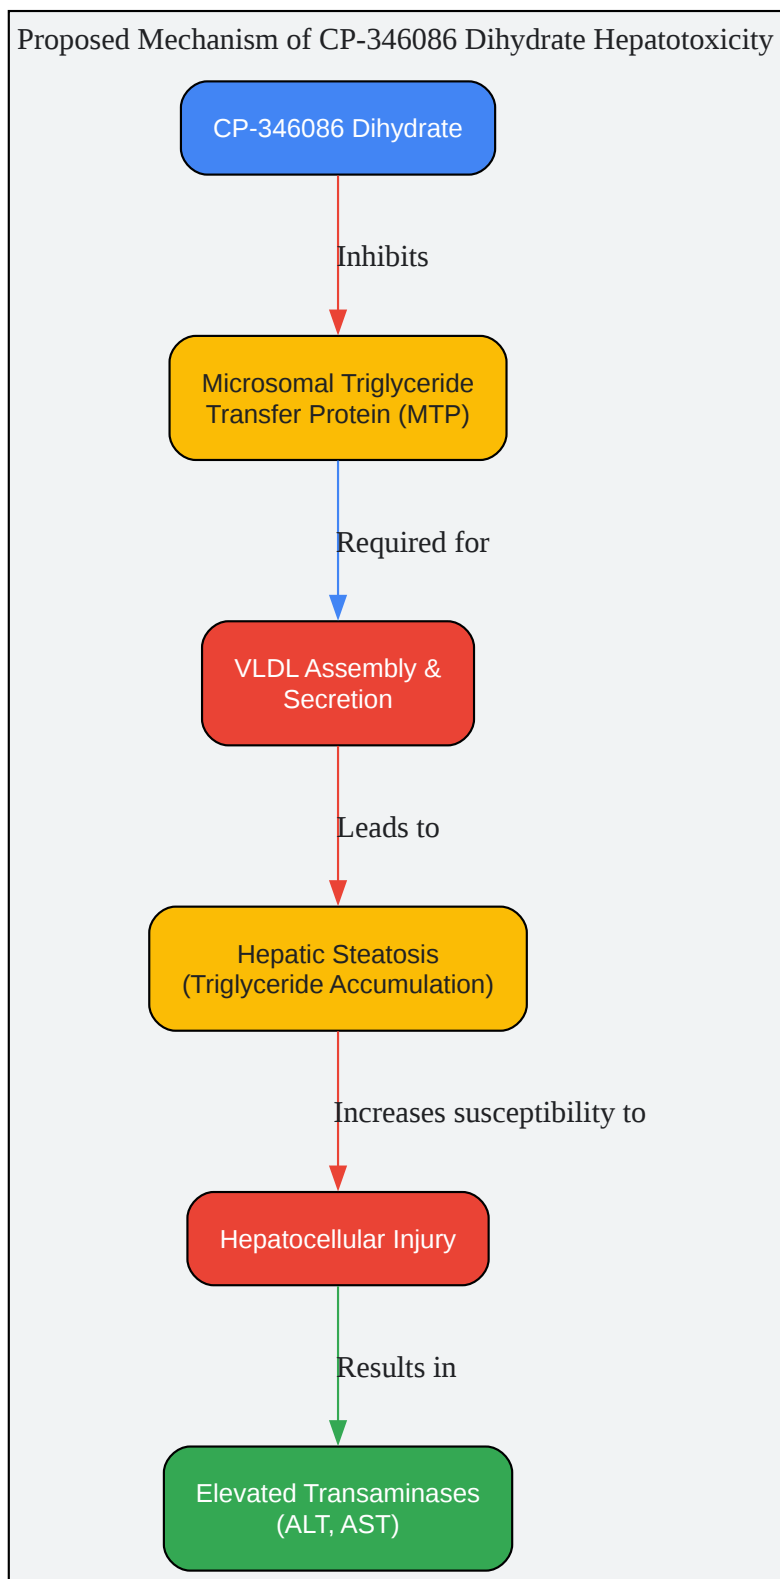 Proposed Mechanism of CP-346086 Dihydrate Hepatotoxicity
CP-346086 Dihydrate
Inhibits
Microsomal Triglyceride
Transfer Protein (MTP)
Required for
VLDL Assembly &
Secretion
Leads to
Hepatic Steatosis
(Triglyceride Accumulation)
Increases susceptibility to
Hepatocellular Injury
Results in
Elevated Transaminases
(ALT, AST)